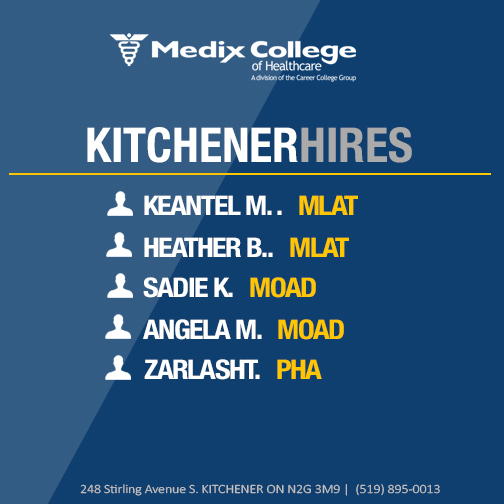 Medix College
of Healthcare
A division of the Career College Group
KITCHENERHIRES
KEANTEL M. . MLAT
HEATHER B.. MLAT
SADIE K. MOAD
ANGELA M. MOAD
ZARLASHT. PHA
248 Stirling Avenue S. KITCHENER ON N2G 3M9 | (519) 895-0013